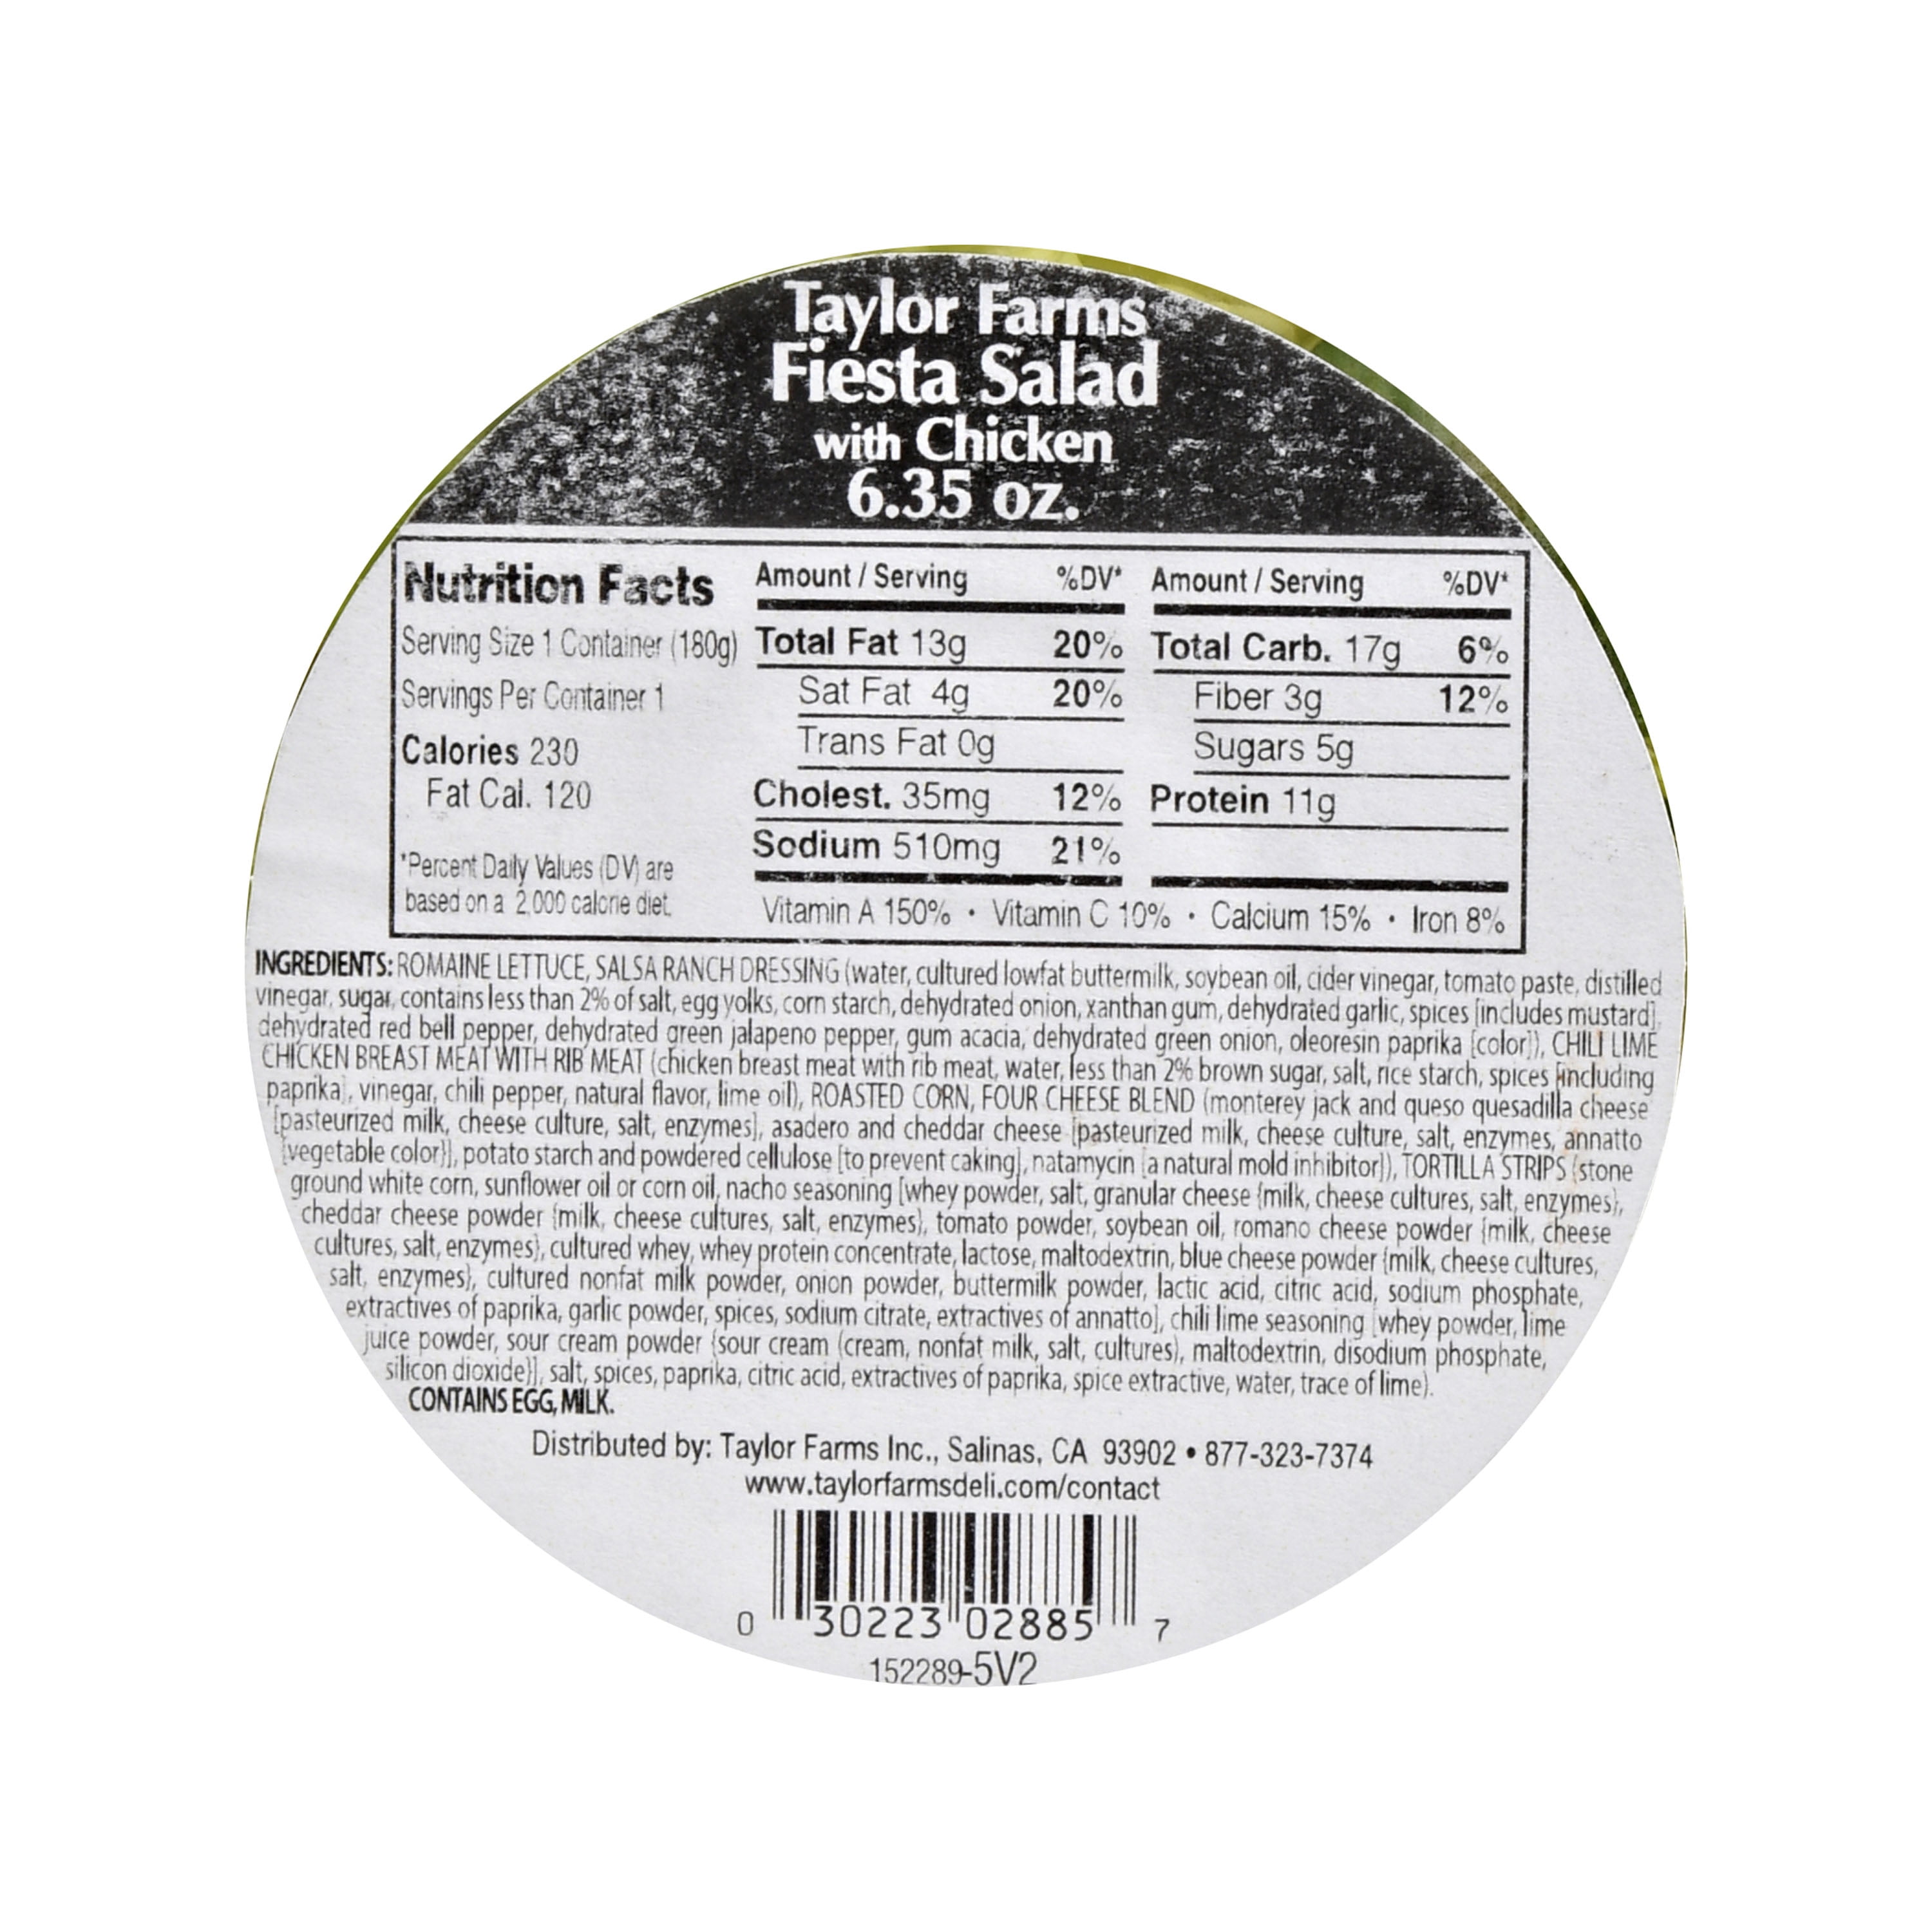 Taylor Farms
Fiesta Salad
with Chicken
6.35 oz.
Nutrition Facts
Serving Size 1 Container (180g)
Servings Per Container 1
Calories 230
Fat Cal. 120
*Percent Daily Values (DV) are
based on a 2,000 calorie diet.
Amount / Serving %DV*
Total Fat 13g 20%
Sat Fat 4g 20%
Trans Fat 0g
Cholest. 35mg 12%
Sodium 510mg 21%
Amount / Serving %DV*
Total Carb. 17g 6%
Fiber 3g 12%
Sugars 5g
Protein 11g
Vitamin A 150% • Vitamin C 10% • Calcium 15% • Iron 8%
INGREDIENTS: ROMAINE LETTUCE, SALSA RANCH DRESSING (water, cultured lowfat buttermilk, soybean oil, cider vinegar, tomato paste, distilled
vinegar, sugar, contains less than 2% of salt, egg yolks, corn starch, dehydrated onion, xanthan gum, dehydrated garlic, spices [includes mustard],
dehydrated red bell pepper, dehydrated green jalapeno pepper, gum acacia, dehydrated green onion, oleoresin paprika [color]), CHILI LIME
CHICKEN BREAST MEAT WITH RIB MEAT (chicken breast meat with rib meat, water, less than 2% brown sugar, salt, rice starch, spices [including
paprika], vinegar, chili pepper, natural flavor, lime oil), ROASTED CORN, FOUR CHEESE BLEND (monterey jack and queso quesadilla cheese
[pasteurized milk, cheese culture, salt, enzymes], asadero and cheddar cheese [pasteurized milk, cheese culture, salt, enzymes, annatto
{vegetable color}], potato starch and powdered cellulose [to prevent caking], natamycin [a natural mold inhibitor]), TORTILLA STRIPS (stone
ground white corn, sunflower oil or corn oil, nacho seasoning [whey powder, salt, granular cheese {milk, cheese cultures, salt, enzymes},
cheddar cheese powder {milk, cheese cultures, salt, enzymes}, tomato powder, soybean oil, romano cheese powder {milk, cheese
cultures, salt, enzymes}, cultured whey, whey protein concentrate, lactose, maltodextrin, blue cheese powder {milk, cheese cultures,
salt, enzymes}, cultured nonfat milk powder, onion powder, buttermilk powder, lactic acid, citric acid, sodium phosphate,
extractives of paprika, garlic powder, spices, sodium citrate, extractives of annatto], chili lime seasoning [whey powder, lime
juice powder, sour cream powder {sour cream (cream, nonfat milk, salt, cultures), maltodextrin, disodium phosphate,
silicon dioxide}], salt, spices, paprika, citric acid, extractives of paprika, spice extractive, water, trace of lime).
CONTAINS EGG, MILK.
Distributed by: Taylor Farms Inc., Salinas, CA 93902 • 877-323-7374
www.taylorfarmsdeli.com/contact
0 30223 02885 7
152289-5V2